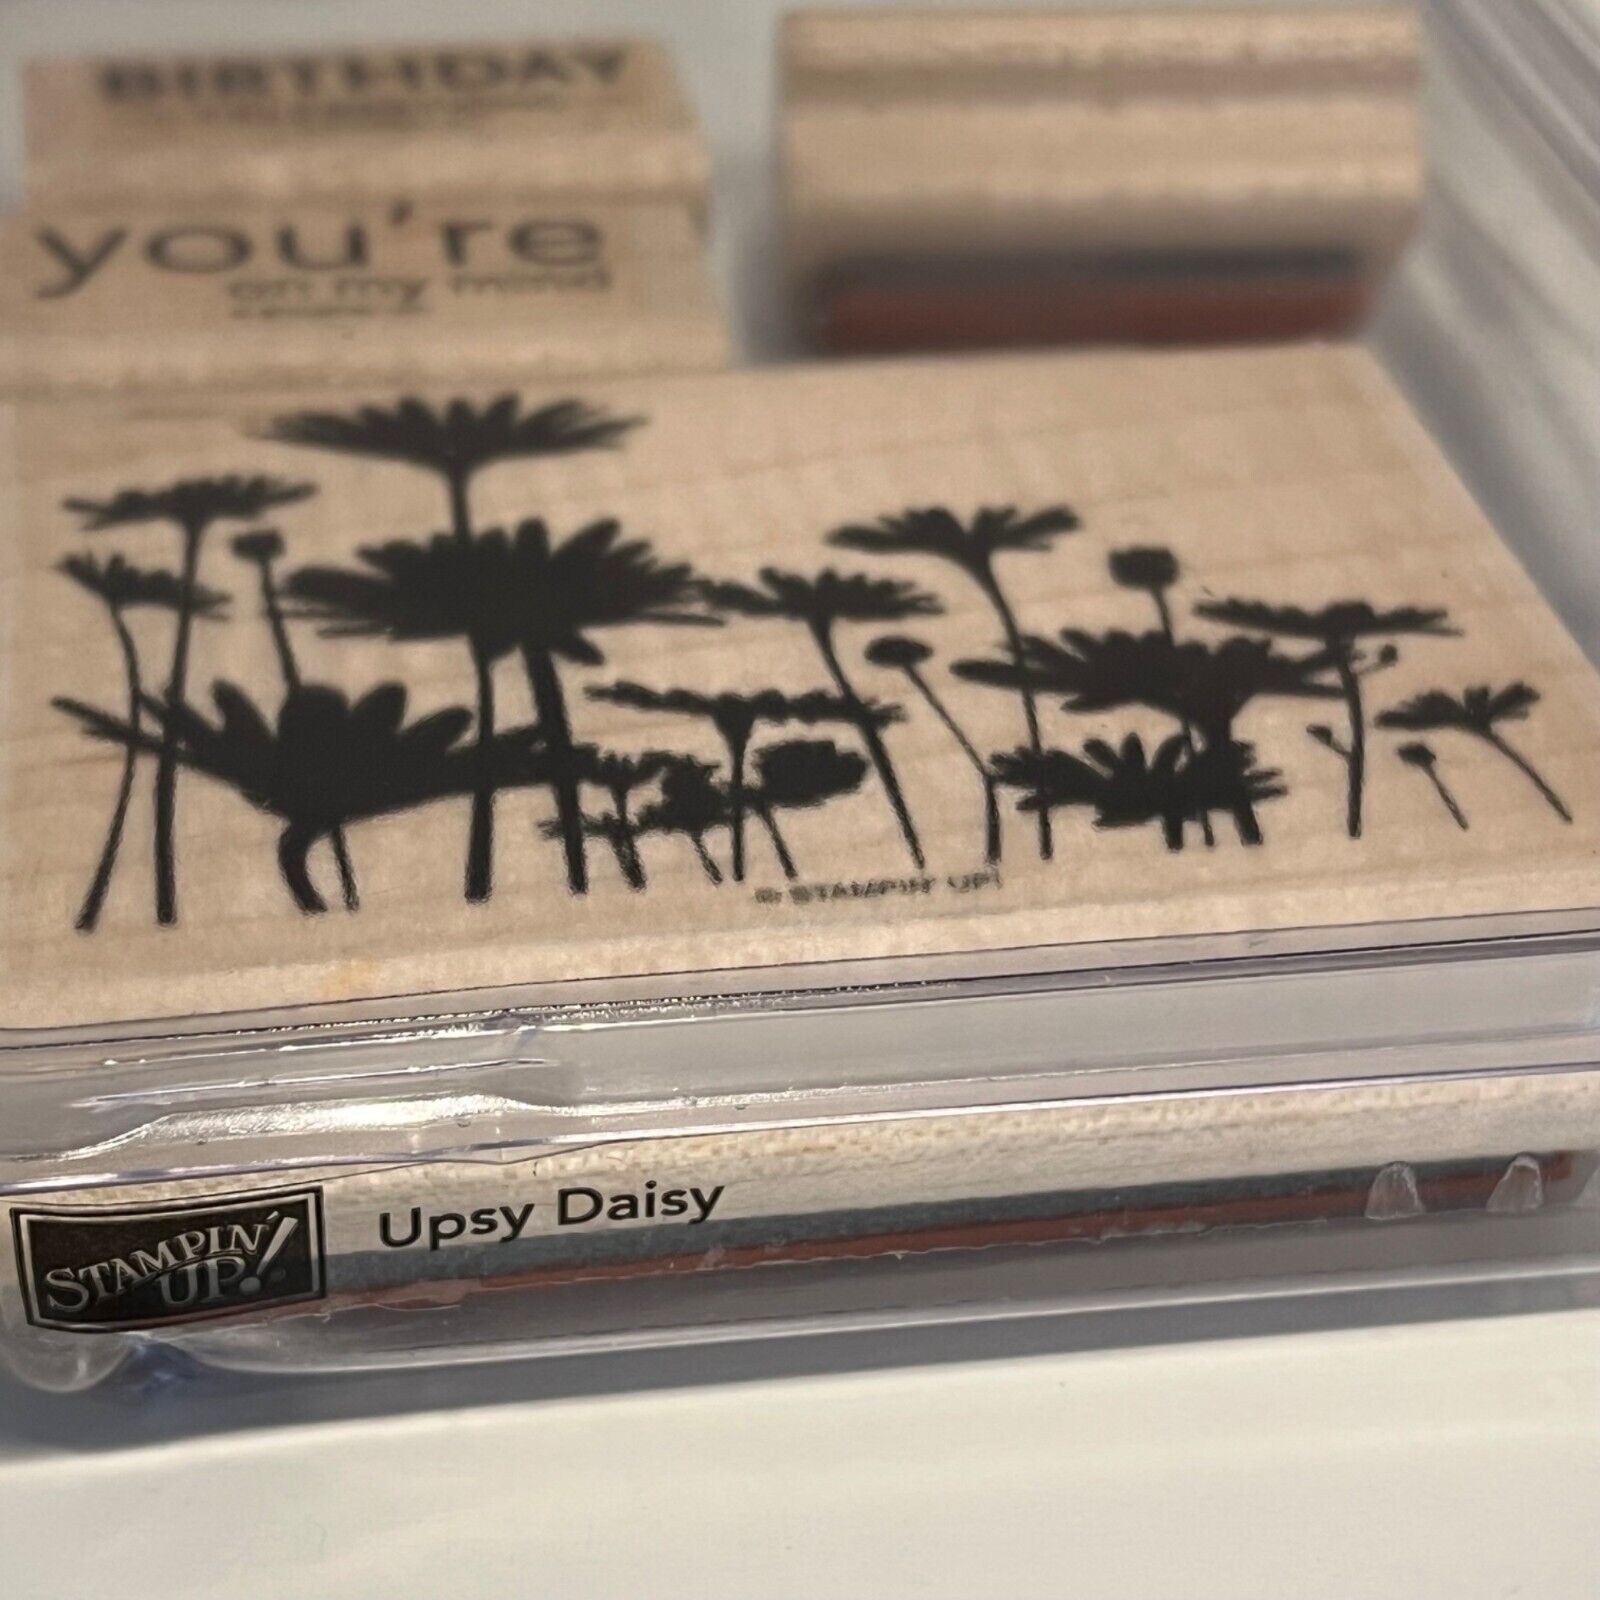 BIRTHDAY
you're
on my mind
© STAMPIN' UP!
STAMPIN' UP!
Upsy Daisy